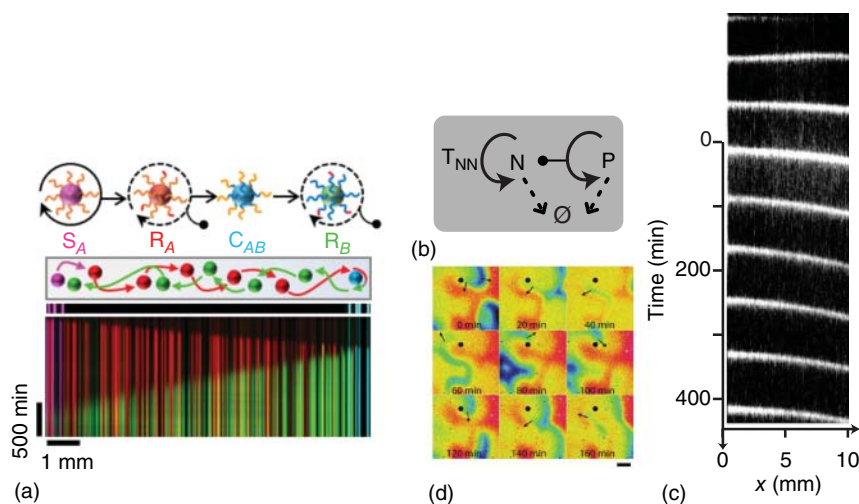 S_A R_A C_AB R_B
500 min
1 mm
(a)
T_NN N P
Ø
(b)
0 min 20 min 40 min
60 min 80 min 100 min
120 min 140 min 160 min
(d)
Time (min)
0
200
400
0 5 10
x (mm)
(c)